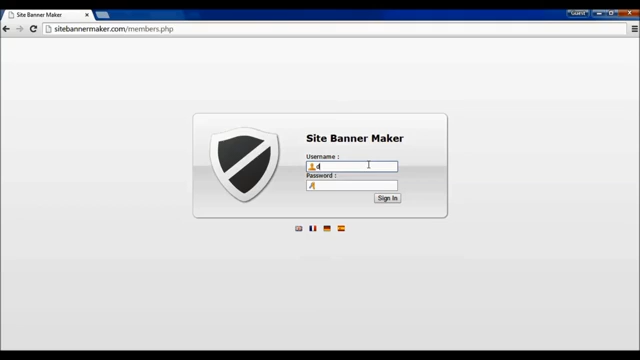 Site Banner Maker
Guest
sitebannermaker.com/members.php
Site Banner Maker
Username :
d
Password :
Sign In